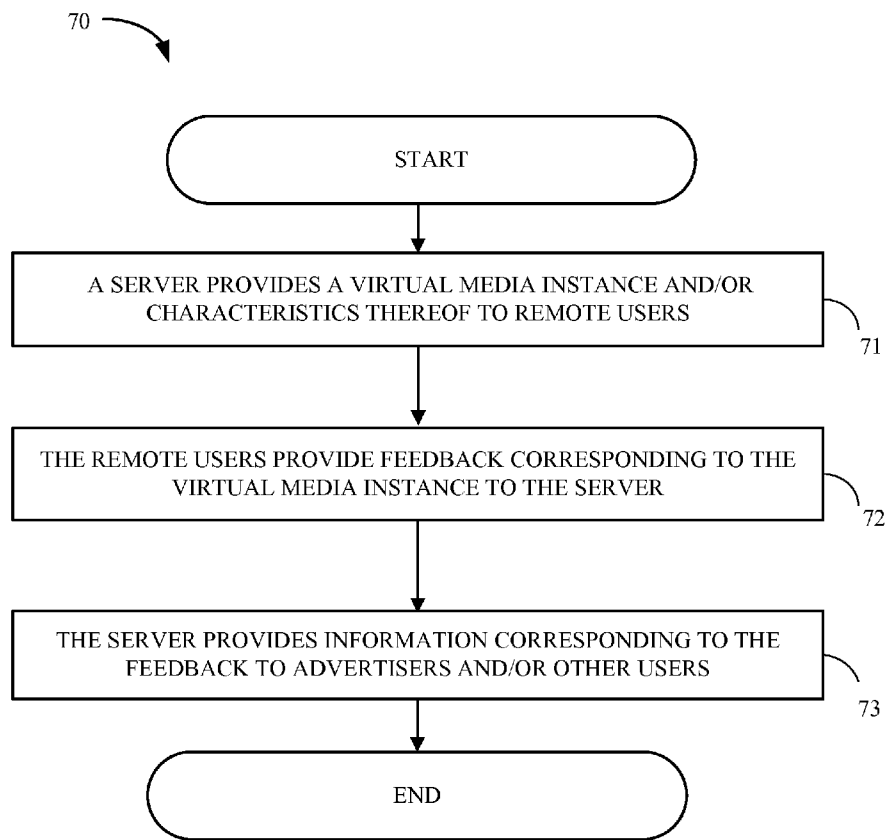 70
START
A SERVER PROVIDES A VIRTUAL MEDIA INSTANCE AND/OR
CHARACTERISTICS THEREOF TO REMOTE USERS
71
THE REMOTE USERS PROVIDE FEEDBACK CORRESPONDING TO THE
VIRTUAL MEDIA INSTANCE TO THE SERVER
72
THE SERVER PROVIDES INFORMATION CORRESPONDING TO THE
FEEDBACK TO ADVERTISERS AND/OR OTHER USERS
73
END